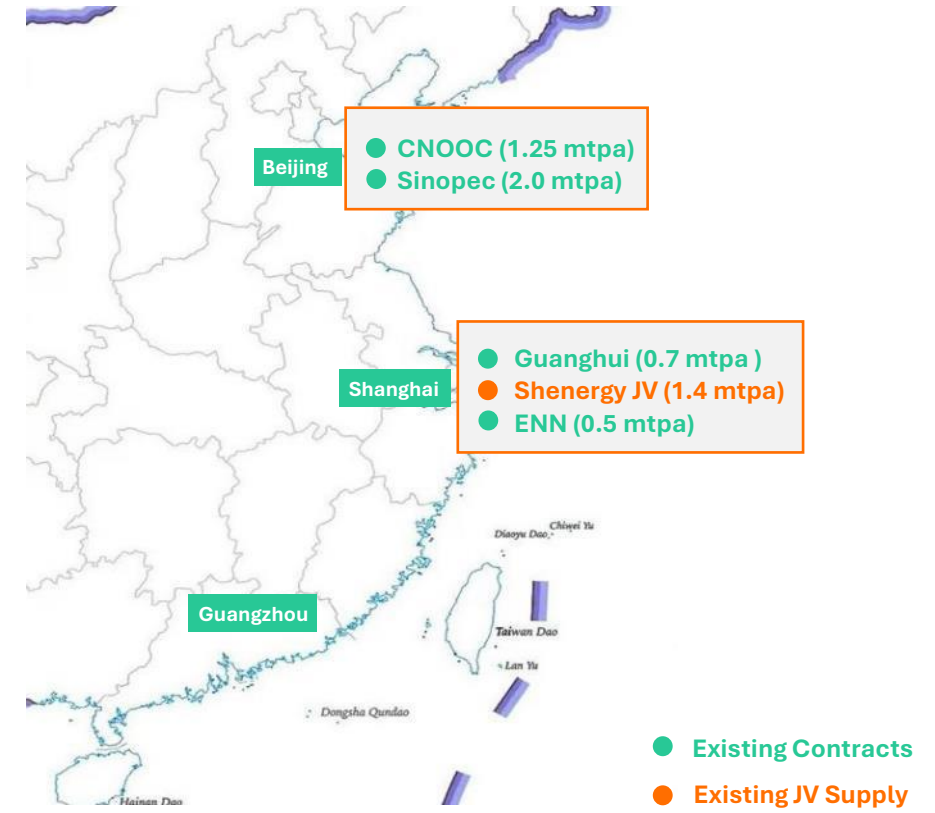 CNOOC (1.25 mtpa)
Beijing
Sinopec (2.0 mtpa)
Guanghui (0.7 mtpa )
Shanghai
Shenergy JV (1.4 mtpa)
ENN (0.5 mtpa)
Chiwei Yu
Diaoyu Dao
Guangzhou
Taiwan Dao
Lan Yu
Dongsha Qundao
Existing Contracts
Existing JV Supply
Hainan Dao